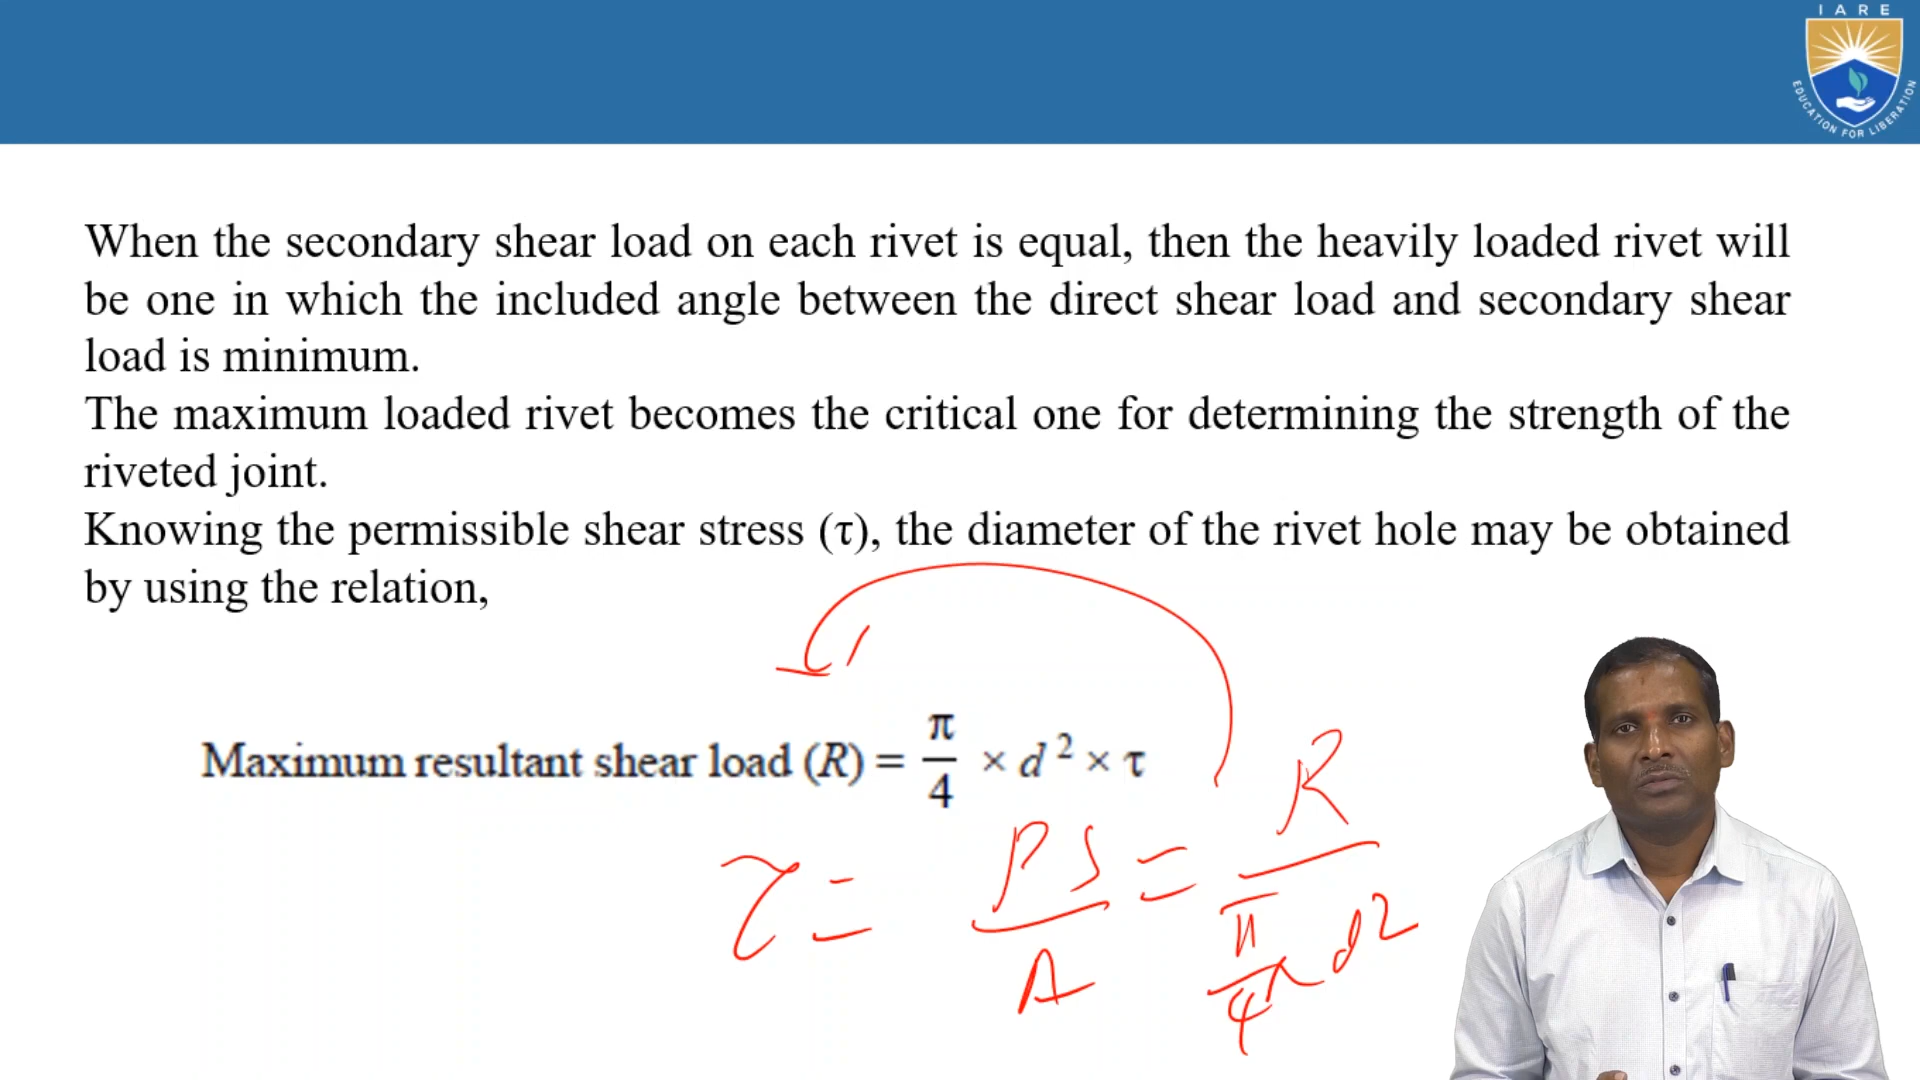 IARE
EDUCATION FOR LIBERATION
When the secondary shear load on each rivet is equal, then the heavily loaded rivet will
be one in which the included angle between the direct shear load and secondary shear
load is minimum.
The maximum loaded rivet becomes the critical one for determining the strength of the
riveted joint.
Knowing the permissible shear stress (τ), the diameter of the rivet hole may be obtained
by using the relation,
Maximum resultant shear load (R) = π/4 × d² × τ
τ = PS/A = R/(π/4 × d²)